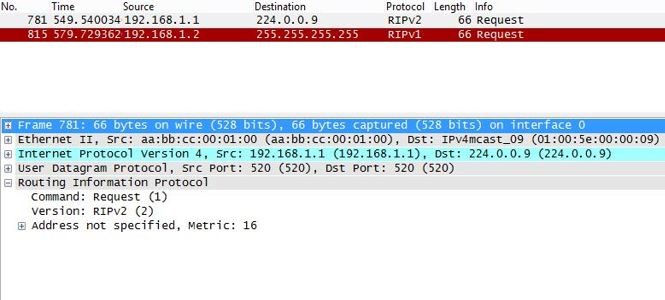 No. Time Source Destination Protocol Length Info
781 549.540034 192.168.1.1 224.0.0.9 RIPv2 66 Request
815 579.729362 192.168.1.2 255.255.255.255 RIPv1 66 Request
Frame 781: 66 bytes on wire (528 bits), 66 bytes captured (528 bits) on interface 0
Ethernet II, Src: aa:bb:cc:00:01:00 (aa:bb:cc:00:01:00), Dst: IPv4mcast_09 (01:00:5e:00:00:09)
Internet Protocol Version 4, Src: 192.168.1.1 (192.168.1.1), Dst: 224.0.0.9 (224.0.0.9)
User Datagram Protocol, Src Port: 520 (520), Dst Port: 520 (520)
Routing Information Protocol
Command: Request (1)
Version: RIPv2 (2)
Address not specified, Metric: 16